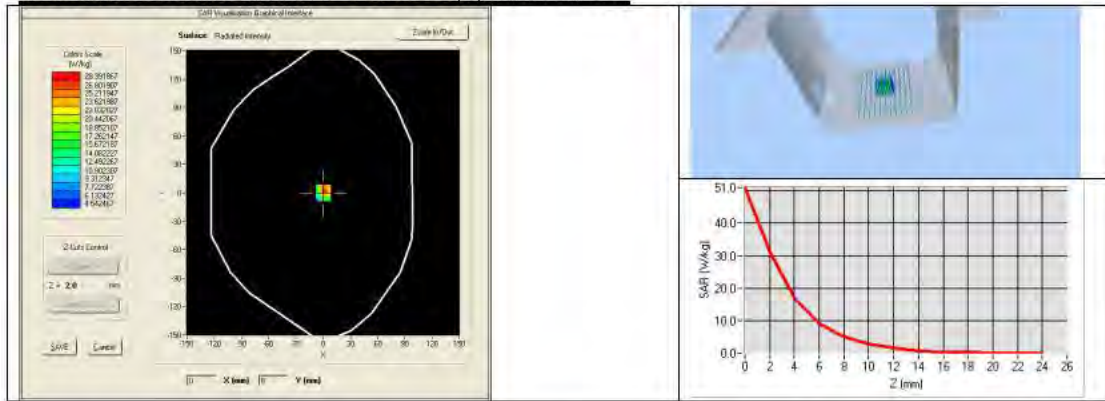 SAR Visualisation Graphical Interface
Surface Radiated Intensity
Zoom In/Out
Colors Scale
(W/kg)
28.391867
26.801907
25.211947
23.621987
22.032027
20.442067
18.852107
17.262147
15.672187
14.082227
12.492267
10.902307
9.312347
7.722387
6.132427
4.542467
150
120
90
60
30
0
-30
-60
-90
-120
-150
-150 -120 -90 -60 -30 0 30 60 90 120 150
X
Z-Cuts Control
Z = 2.0 mm
SAVE Cancel
0 X (mm) 0 Y (mm)
SAR (W/kg)
51.0
40.0
30.0
20.0
10.0
0.0
0 2 4 6 8 10 12 14 16 18 20 22 24 26
Z (mm)